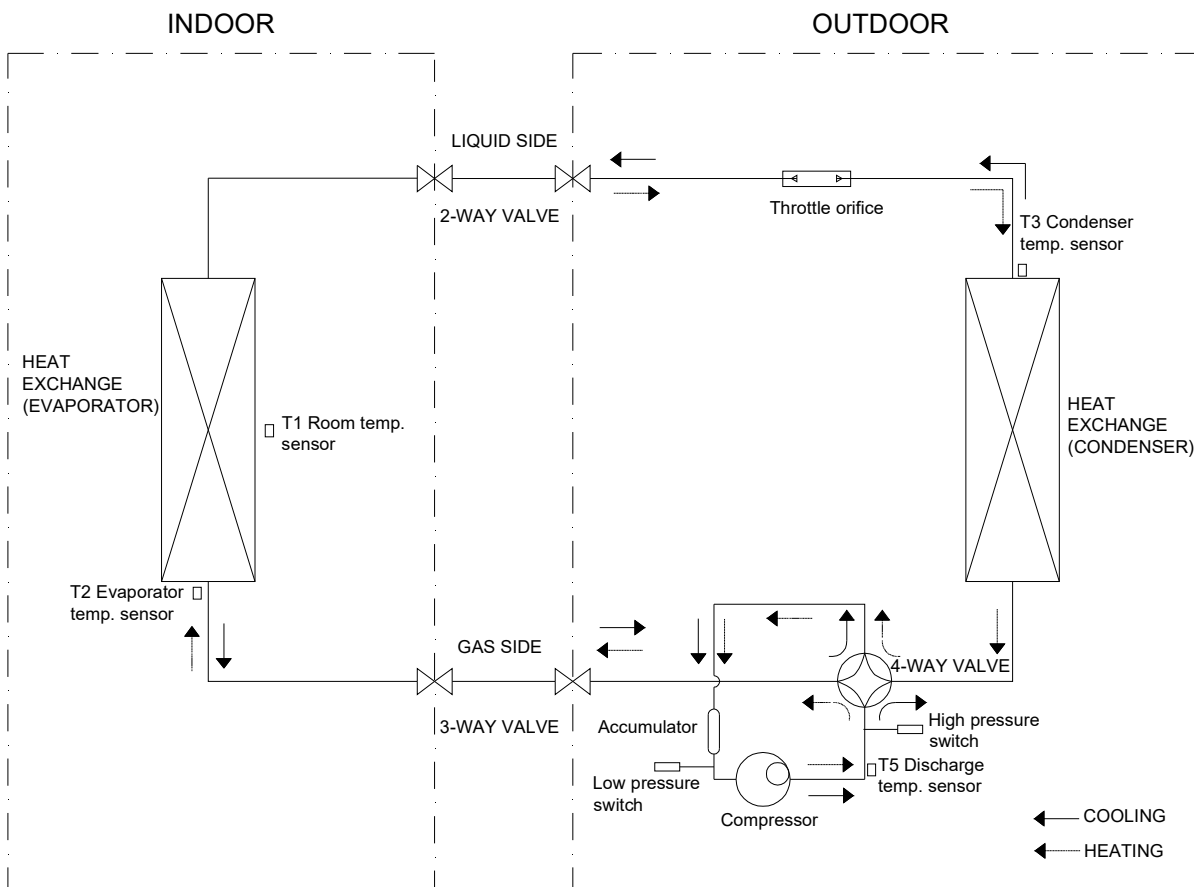 INDOOR
OUTDOOR
LIQUID SIDE
2-WAY VALVE
Throttle orifice
T3 Condenser
temp. sensor
HEAT
EXCHANGE
(EVAPORATOR)
T1 Room temp.
sensor
HEAT
EXCHANGE
(CONDENSER)
T2 Evaporator
temp. sensor
GAS SIDE
3-WAY VALVE
4-WAY VALVE
Accumulator
High pressure
switch
Low pressure
switch
T5 Discharge
temp. sensor
Compressor
COOLING
HEATING